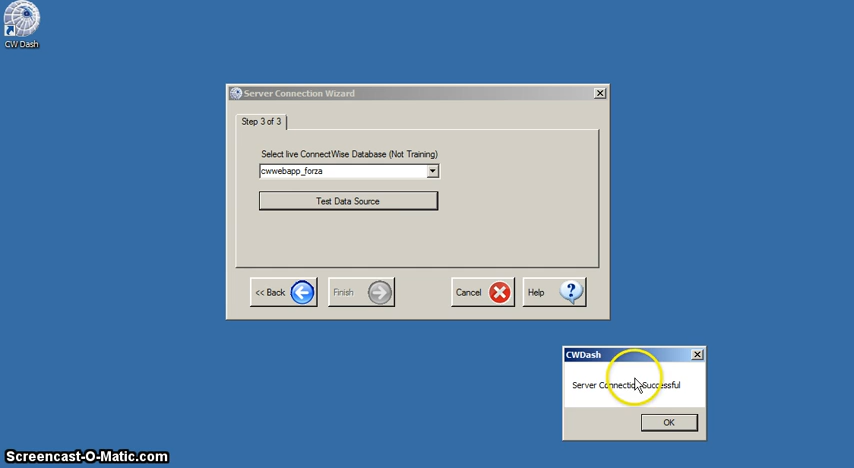 CW Dash
Server Connection Wizard
Step 3 of 3
Select live ConnectWise Database (Not Training)
cwwebapp_forza
Test Data Source
<< Back
Finish
Cancel
Help
?
CWDash
Server Connection Successful
OK
Screencast-O-Matic.com